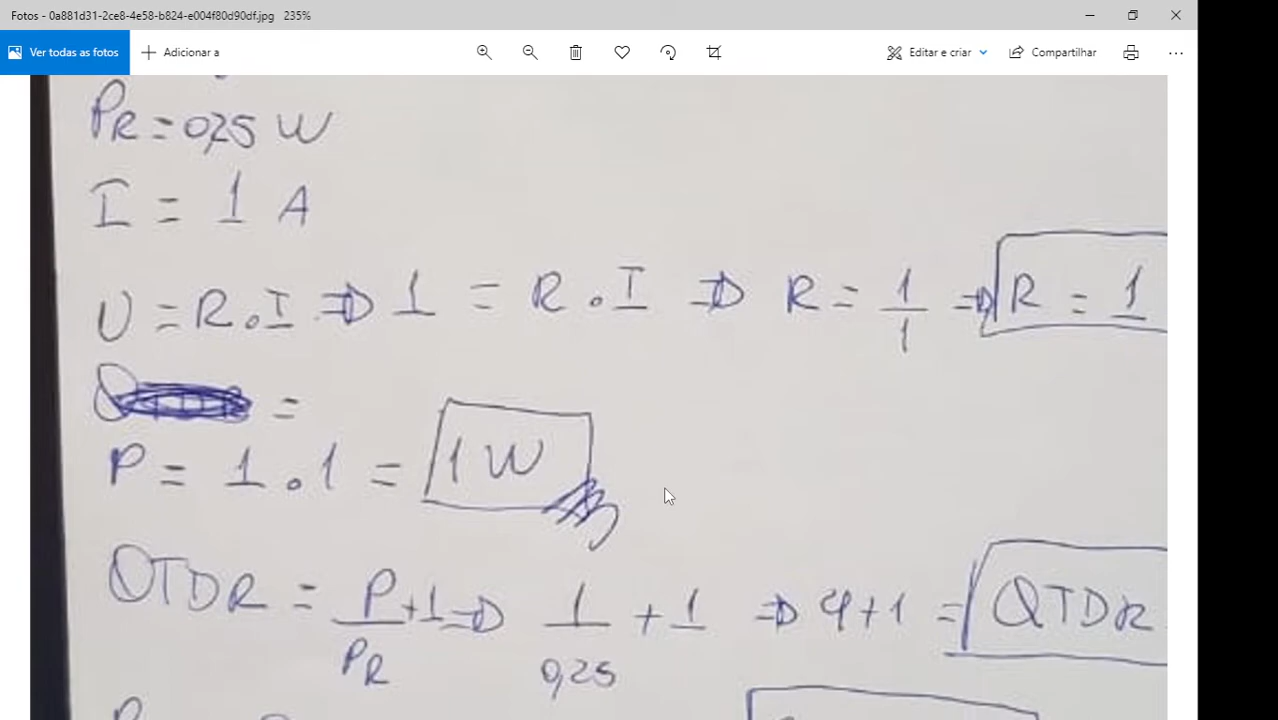 Fotos - 0a881d31-2ce8-4e58-b824-e004f80d90df.jpg 235%
Ver todas as fotos Adicionar a Editar e criar Compartilhar
PR = 0,25 W
I = 1 A
U = R . I ⇒ 1 = R . I ⇒ R = 1/1 ⇒ R = 1
=
P = 1 . 1 = 1 W
QTDR = P/PR + 1 ⇒ 1/0,25 + 1 ⇒ 4 + 1 = QTDR